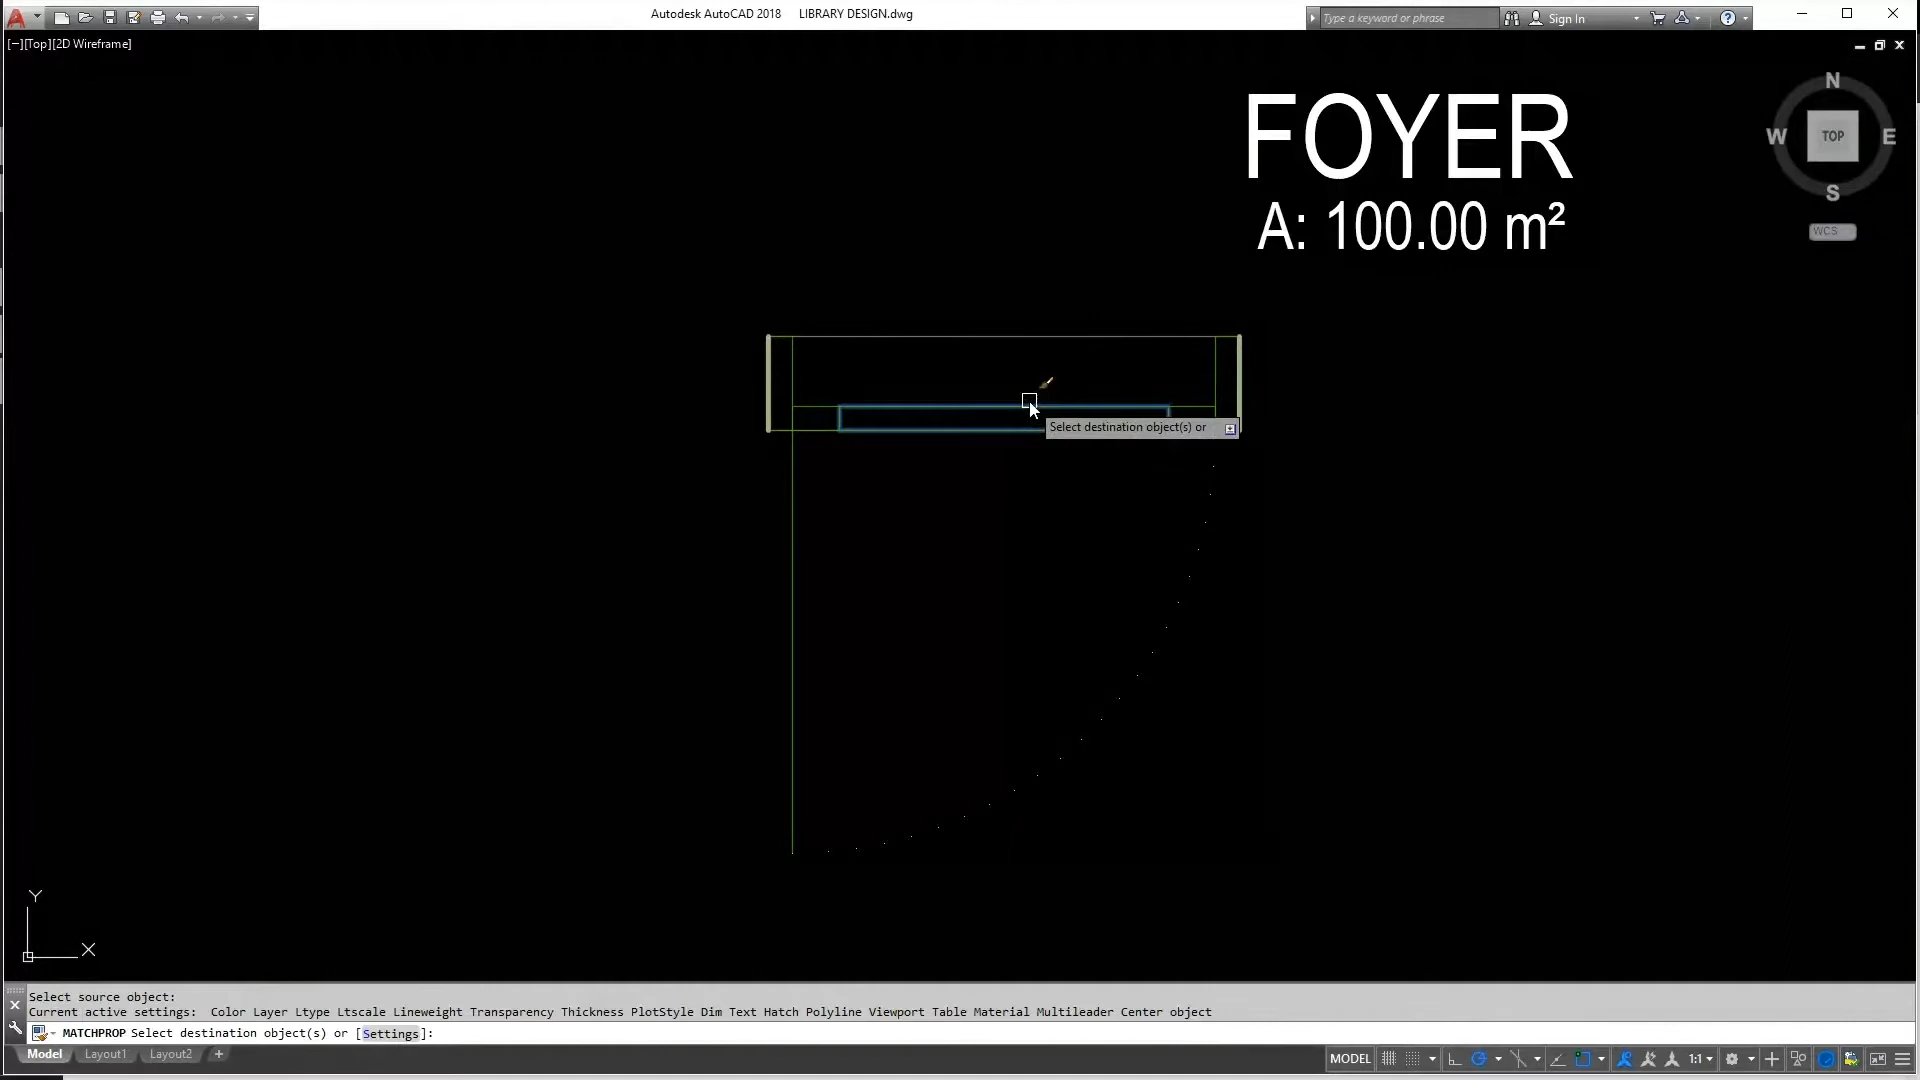 Autodesk AutoCAD 2018 LIBRARY DESIGN.dwg
Type a keyword or phrase
Sign In
[−][Top][2D Wireframe]
FOYER
A: 100.00 m²
N
W TOP E
S
WCS
Select destination object(s) or
Y
X
Select source object:
Current active settings: Color Layer Ltype Ltscale Lineweight Transparency Thickness PlotStyle Dim Text Hatch Polyline Viewport Table Material Multileader Center object
MATCHPROP Select destination object(s) or [Settings]:
Model Layout1 Layout2 +
MODEL 1:1